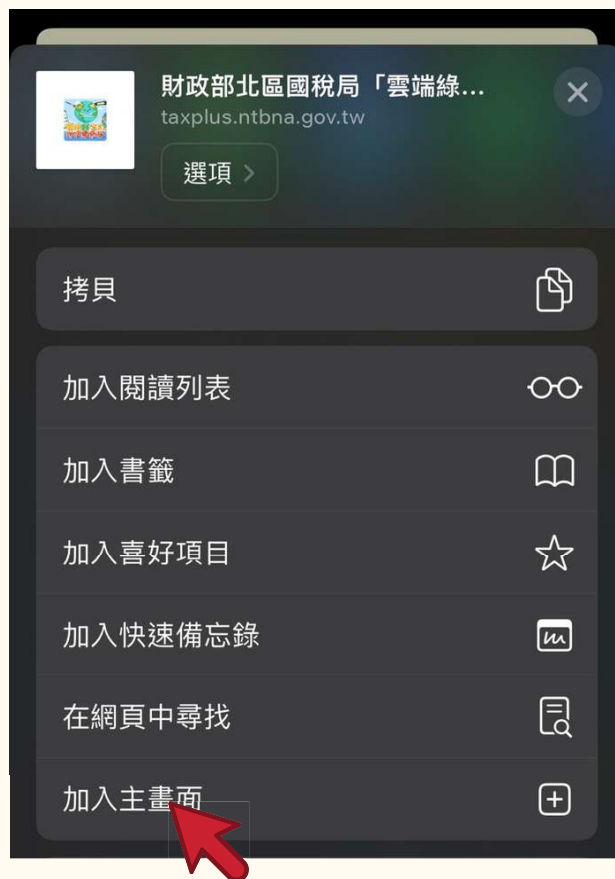 財政部北區國稅局「雲端綠…
taxplus.ntbna.gov.tw
選項
拷貝
加入閱讀列表
加入書籤
加入喜好項目
加入快速備忘錄
在網頁中尋找
加入主畫面